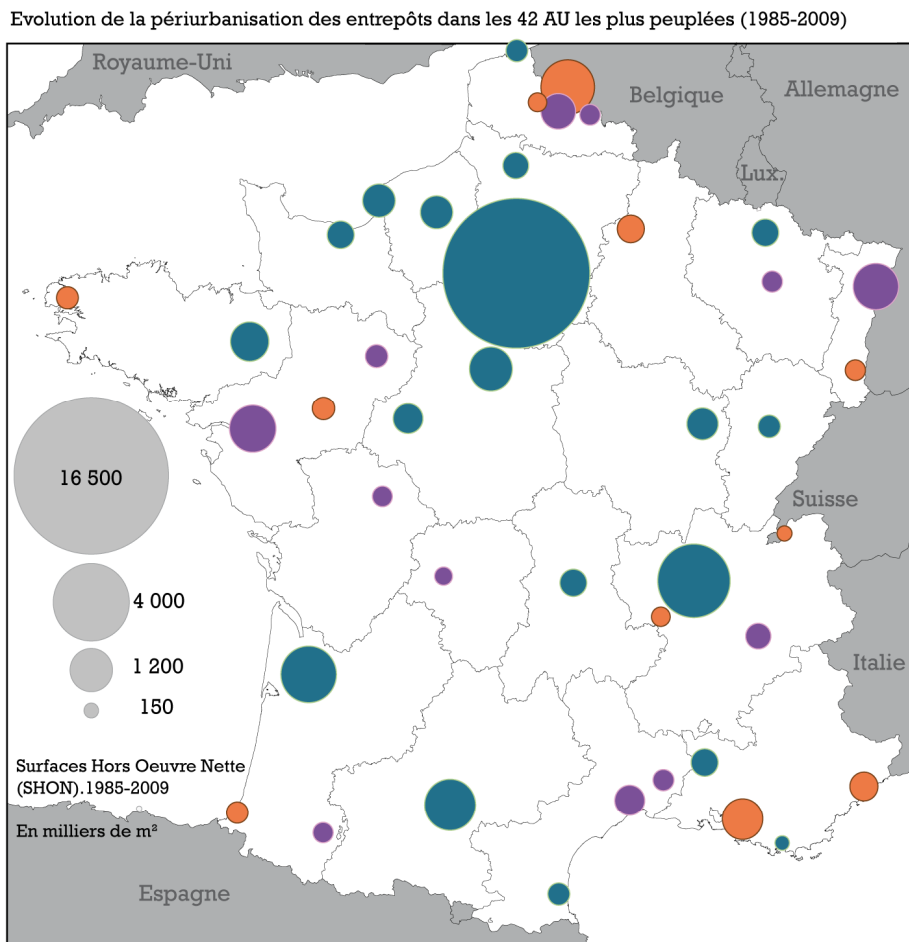 Evolution de la périurbanisation des entrepôts dans les 42 AU les plus peuplées (1985-2009)
Royaume-Uni
Belgique
Allemagne
Lux.
Suisse
Italie
Espagne
16 500
4 000
1 200
150
Surfaces Hors Oeuvre Nette
(SHON).1985-2009
En milliers de m²